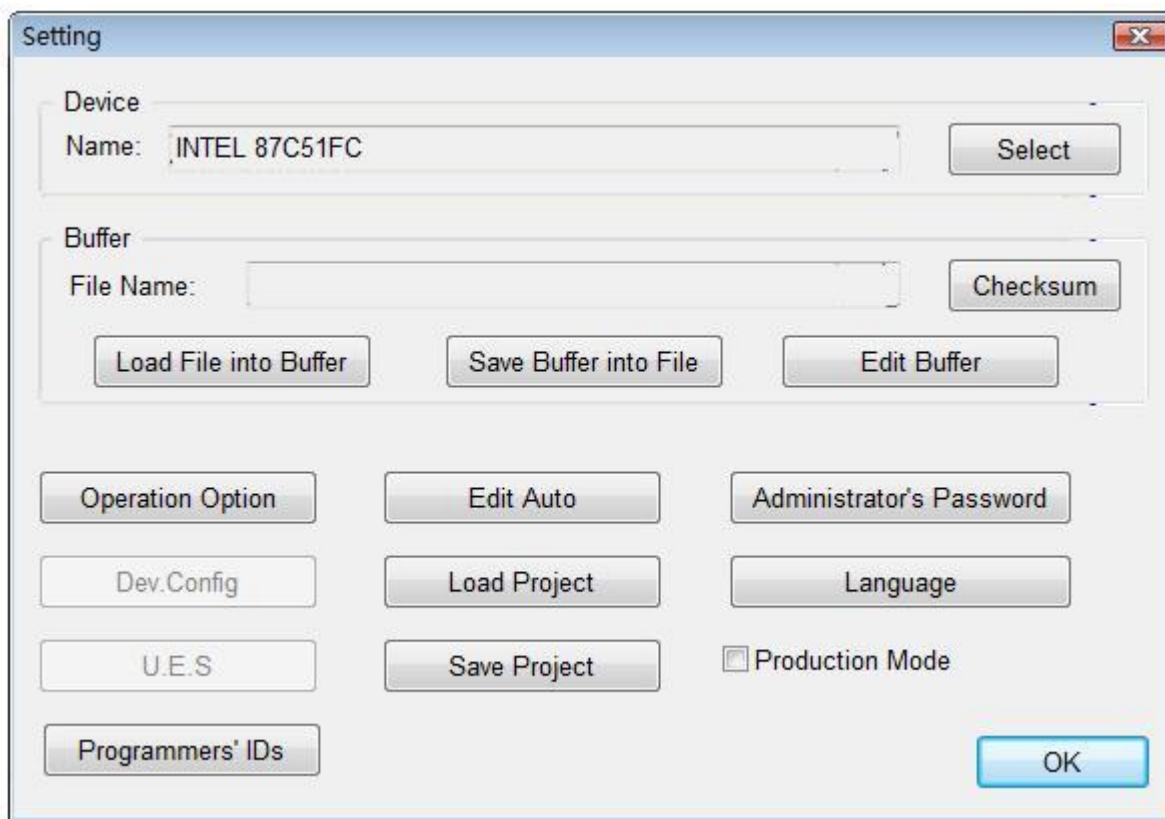 Setting
Device
Name: INTEL 87C51FC Select
Buffer
File Name: Checksum
Load File into Buffer Save Buffer into File Edit Buffer
Operation Option Edit Auto Administrator's Password
Dev.Config Load Project Language
U.E.S Save Project Production Mode
Programmers' IDs OK